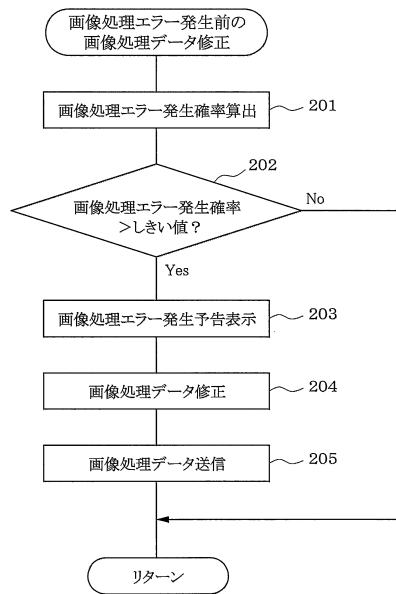 画像処理エラー発生前の
画像処理データ修正
画像処理エラー発生確率算出
201
202
画像処理エラー発生確率
＞しきい値？
No
Yes
画像処理エラー発生予告表示
203
画像処理データ修正
204
画像処理データ送信
205
リターン